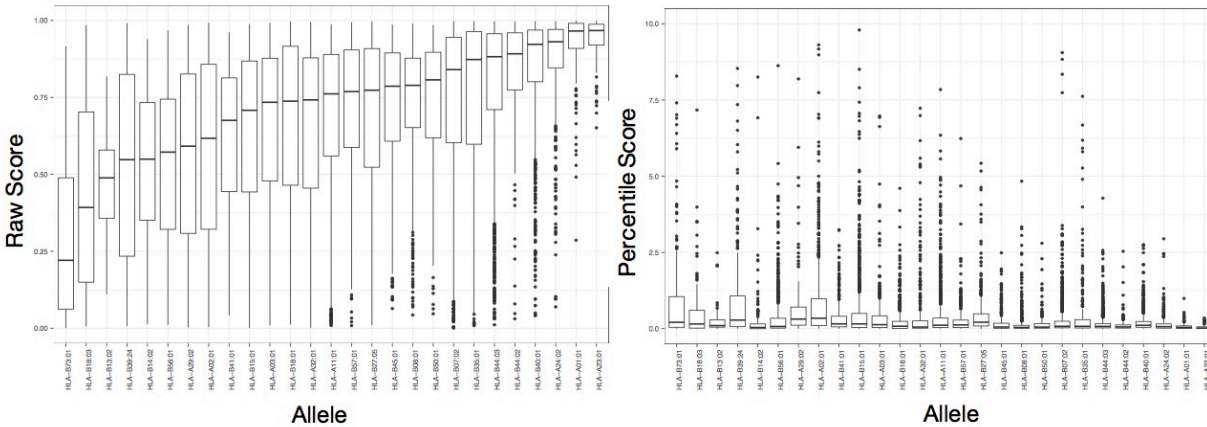 Raw Score
1.00
0.75
0.50
0.25
0.00
HLA-B73:01
HLA-B18:03
HLA-B13:02
HLA-B39:24
HLA-B14:02
HLA-B56:01
HLA-A29:02
HLA-A02:01
HLA-B41:01
HLA-B15:01
HLA-A03:01
HLA-B18:01
HLA-A32:01
HLA-A11:01
HLA-B57:01
HLA-B27:05
HLA-B45:01
HLA-B08:01
HLA-B50:01
HLA-B07:02
HLA-B35:01
HLA-B44:03
HLA-B44:02
HLA-B40:01
HLA-A24:02
HLA-A01:01
HLA-A23:01
Allele
Percentile Score
10.0
7.5
5.0
2.5
0.0
HLA-B73:01
HLA-B18:03
HLA-B13:02
HLA-B39:24
HLA-B14:02
HLA-B56:01
HLA-A29:02
HLA-A02:01
HLA-B41:01
HLA-B15:01
HLA-A03:01
HLA-B18:01
HLA-A32:01
HLA-A11:01
HLA-B57:01
HLA-B27:05
HLA-B45:01
HLA-B08:01
HLA-B50:01
HLA-B07:02
HLA-B35:01
HLA-B44:03
HLA-B44:02
HLA-B40:01
HLA-A24:02
HLA-A01:01
Allele